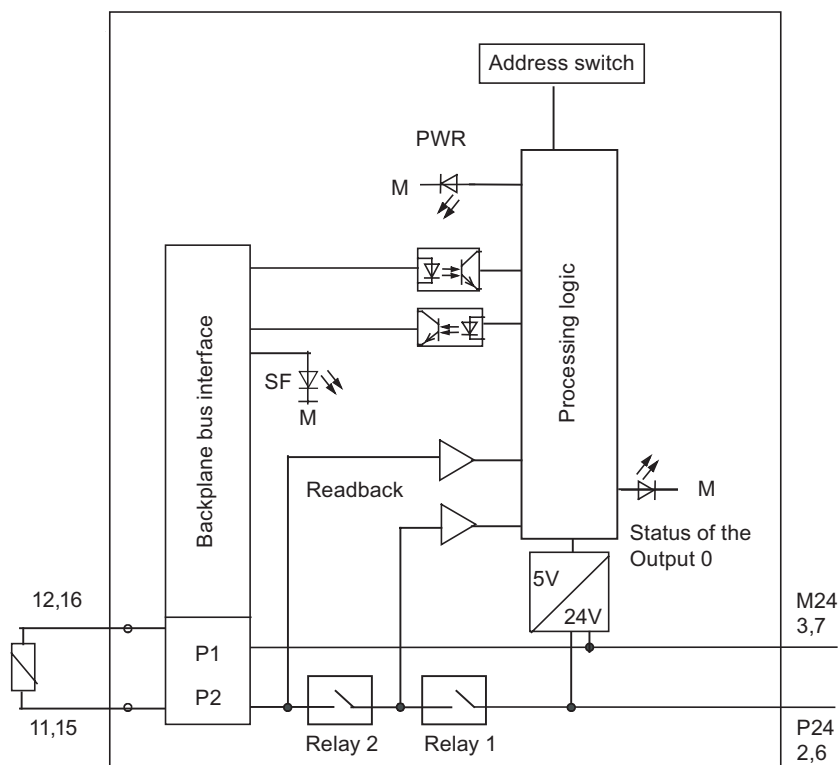 Address switch
PWR
M
Backplane bus interface
Processing logic
SF
M
Readback
M
Status of the
Output 0
5V
24V
12,16
M24
3,7
P1
P2
11,15
Relay 2
Relay 1
P24
2,6